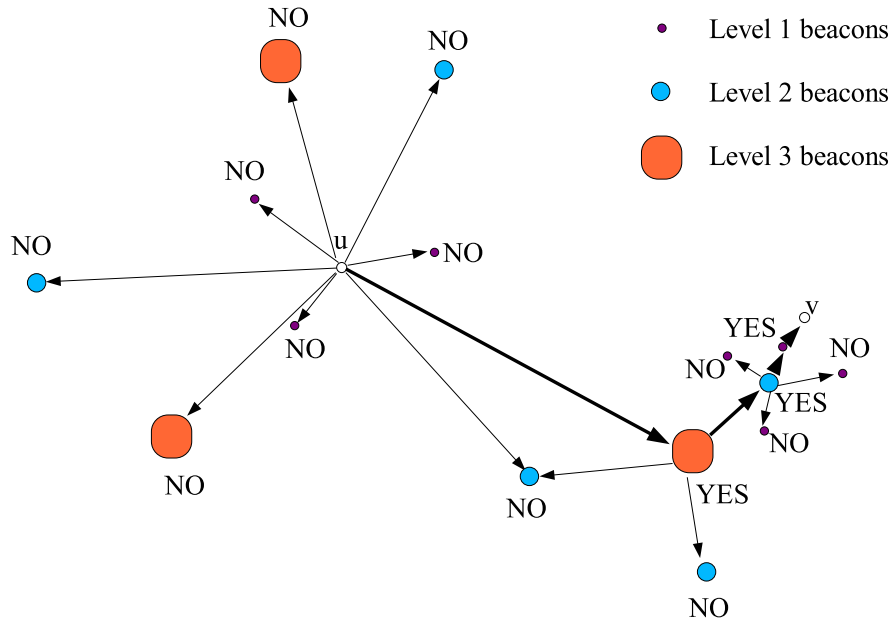 NO
NO
Level 1 beacons
Level 2 beacons
Level 3 beacons
NO
u
NO
NO
NO
v
YES
NO
NO
YES
NO
NO
YES
NO
NO
NO